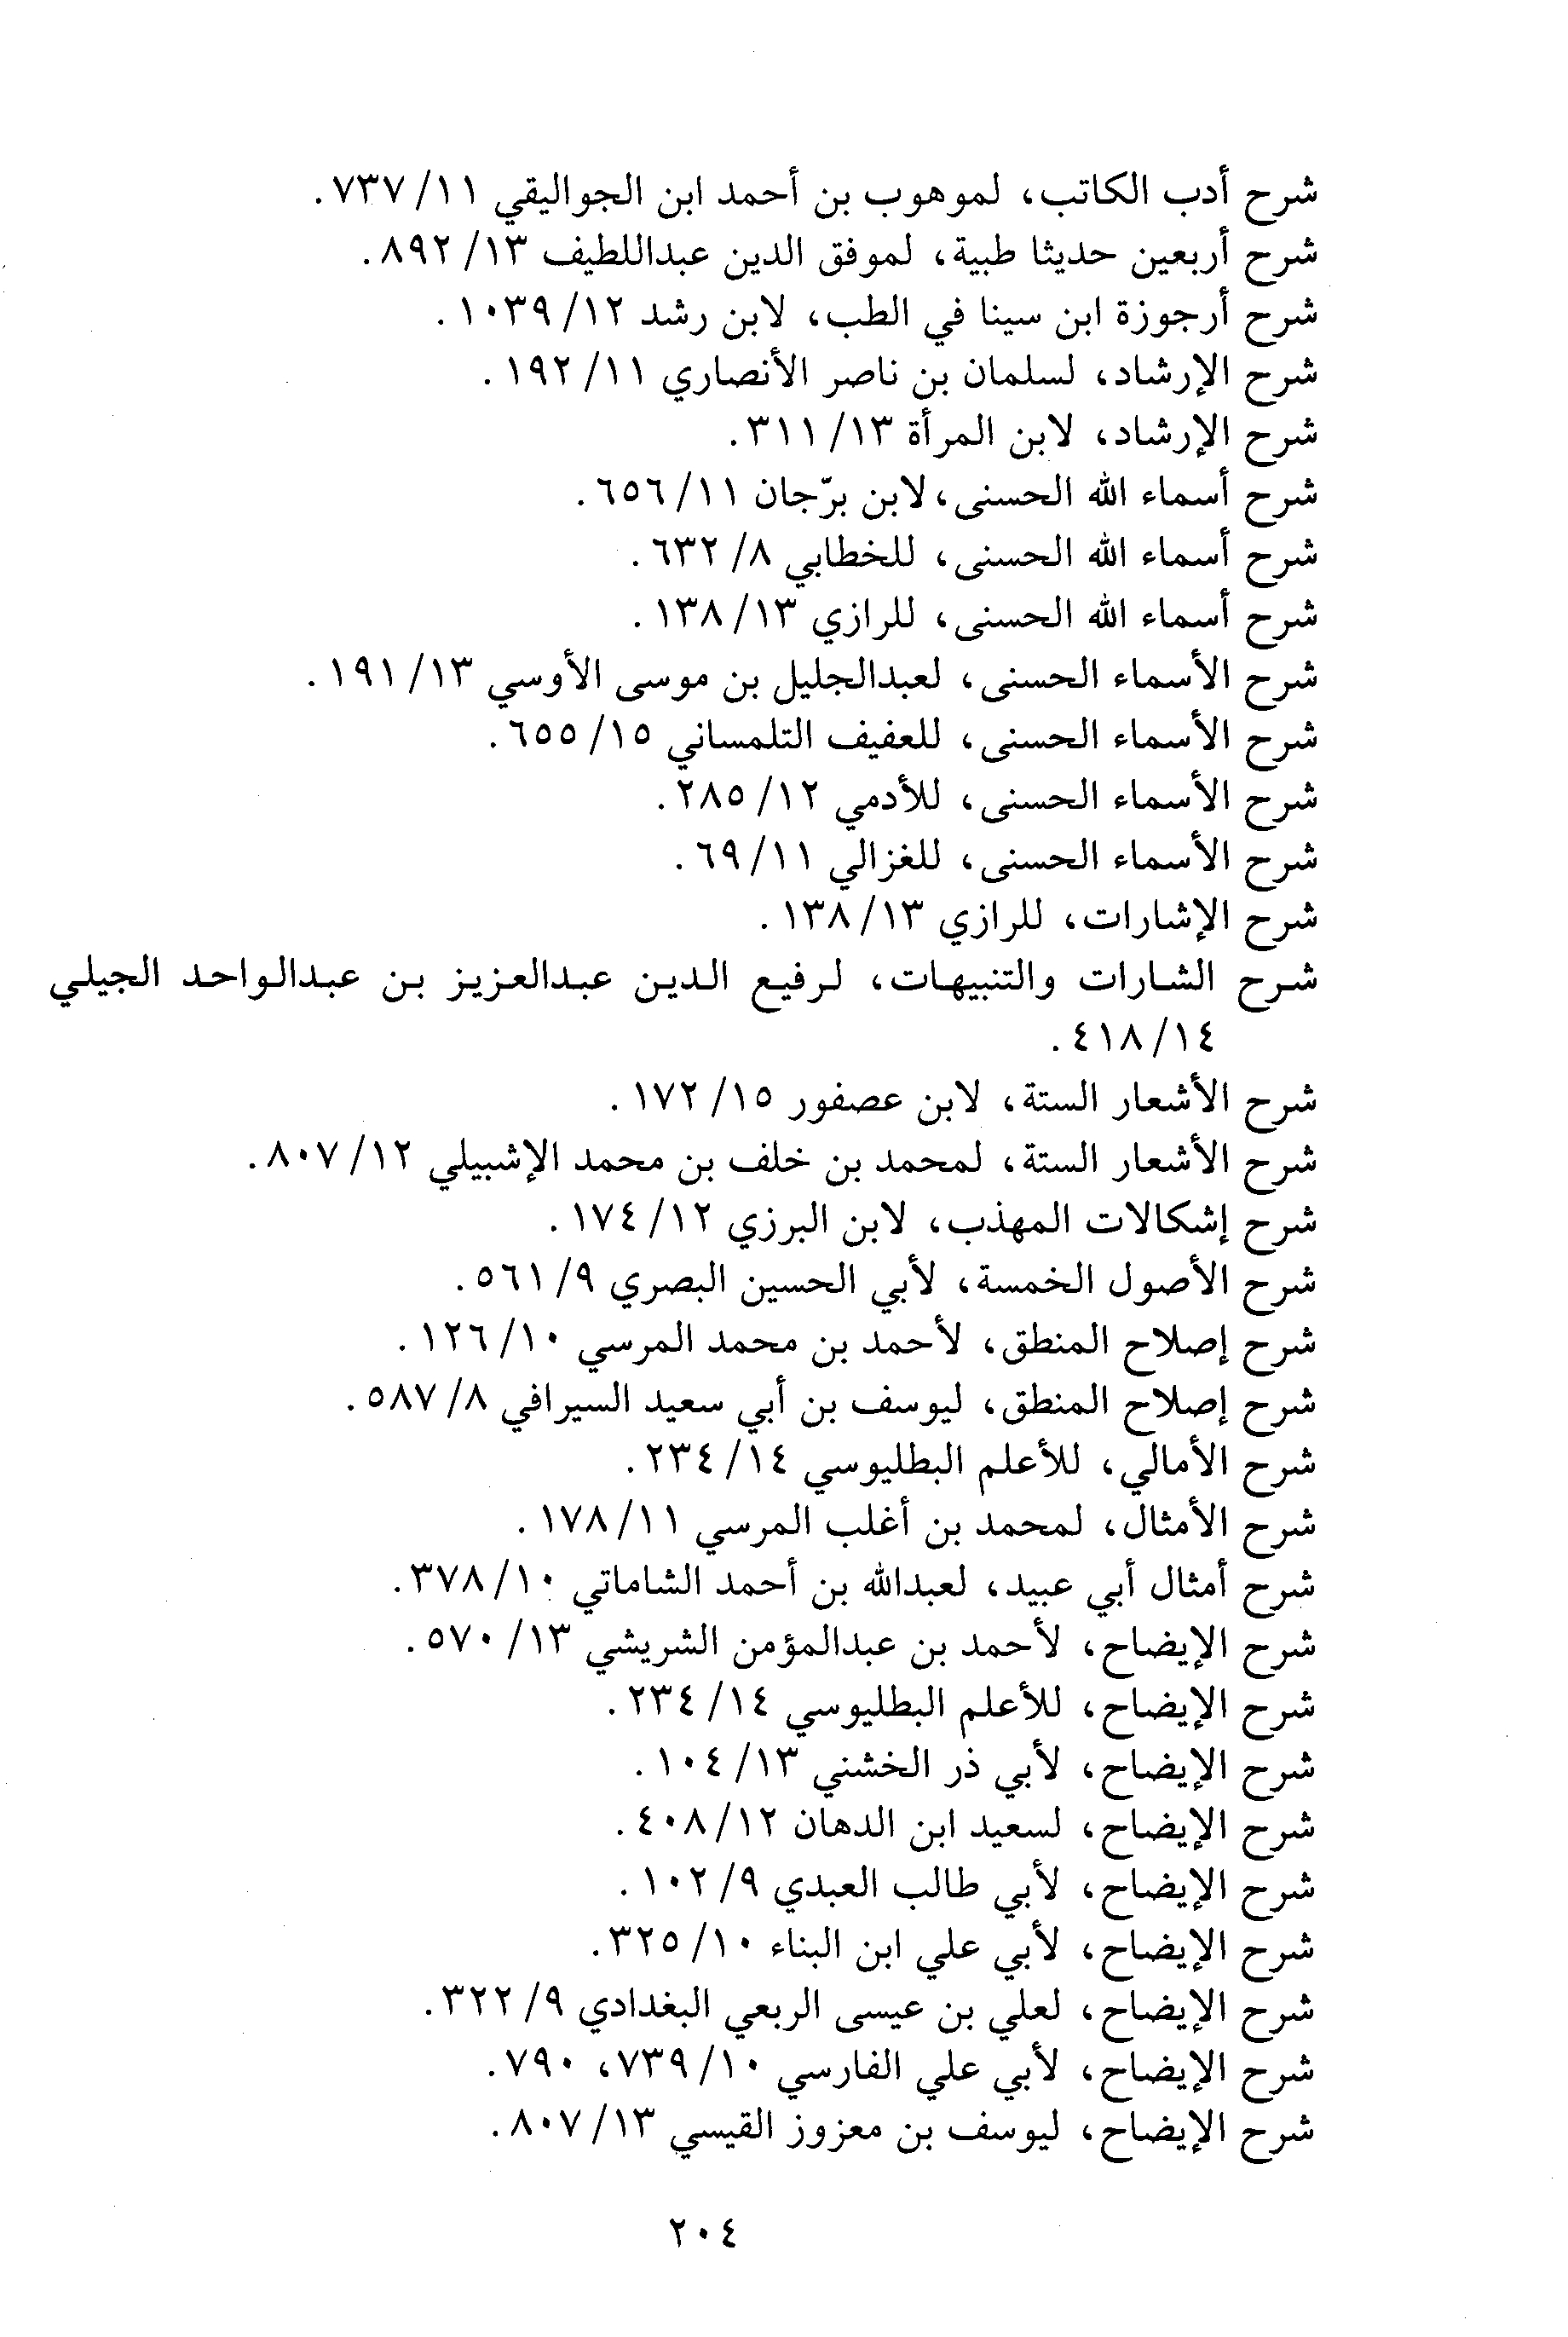 شرح أدب الكاتب، لموهوب بن أحمد ابن الجواليقي ١١/ ٧٣٧.
شرح أربعين حديثا طبية، لموفق الدين عبداللطيف ١٣/ ٨٩٢.
شرح أرجوزة ابن سينا في الطب، لابن رشد ١٢/ ١٠٣٩.
شرح الإرشاد، لسلمان بن ناصر الأنصاري ١١/ ١٩٢.
شرح الإرشاد، لابن المرأة ١٣/ ٣١١.
شرح أسماء الله الحسنى، لابن برّجان ١١/ ٦٥٦.
شرح أسماء الله الحسنى، للخطابي ٨/ ٦٣٢.
شرح أسماء الله الحسنى، للرازي ١٣/ ١٣٨.
شرح الأسماء الحسنى، لعبدالجليل بن موسى الأوسي ١٣/ ١٩١.
شرح الأسماء الحسنى، للعفيف التلمساني ١٥/ ٦٥٥.
شرح الأسماء الحسنى، للأدمي ١٢/ ٢٨٥.
شرح الأسماء الحسنى، للغزالي ١١/ ٦٩.
شرح الإشارات، للرازي ١٣/ ١٣٨.
شرح الشارات والتنبيهات، لرفيع الدين عبدالعزيز بن عبدالواحد الجيلي
١٤/ ٤١٨.
شرح الأشعار الستة، لابن عصفور ١٥/ ١٧٢.
شرح الأشعار الستة، لمحمد بن خلف بن محمد الإشبيلي ١٢/ ٨٠٧.
شرح إشكالات المهذب، لابن البرزي ١٢/ ١٧٤.
شرح الأصول الخمسة، لأبي الحسين البصري ٩/ ٥٦١.
شرح إصلاح المنطق، لأحمد بن محمد المرسي ١٠/ ١٢٦.
شرح إصلاح المنطق، ليوسف بن أبي سعيد السيرافي ٨/ ٥٨٧.
شرح الأمالي، للأعلم البطليوسي ١٤/ ٢٣٤.
شرح الأمثال، لمحمد بن أغلب المرسي ١١/ ١٧٨.
شرح أمثال أبي عبيد، لعبدالله بن أحمد الشاماتي ١٠/ ٣٧٨.
شرح الإيضاح، لأحمد بن عبدالمؤمن الشريشي ١٣/ ٥٧٠.
شرح الإيضاح، للأعلم البطليوسي ١٤/ ٢٣٤.
شرح الإيضاح، لأبي ذر الخشني ١٣/ ١٠٤.
شرح الإيضاح، لسعيد ابن الدهان ١٢/ ٤٠٨.
شرح الإيضاح، لأبي طالب العبدي ٩/ ١٠٢.
شرح الإيضاح، لأبي علي ابن البناء ١٠/ ٣٢٥.
شرح الإيضاح، لعلي بن عيسى الربعي البغدادي ٩/ ٣٢٢.
شرح الإيضاح، لأبي علي الفارسي ١٠/ ٧٣٩، ٧٩٠.
شرح الإيضاح، ليوسف بن معزوز القيسي ١٣/ ٨٠٧.
٢٠٤